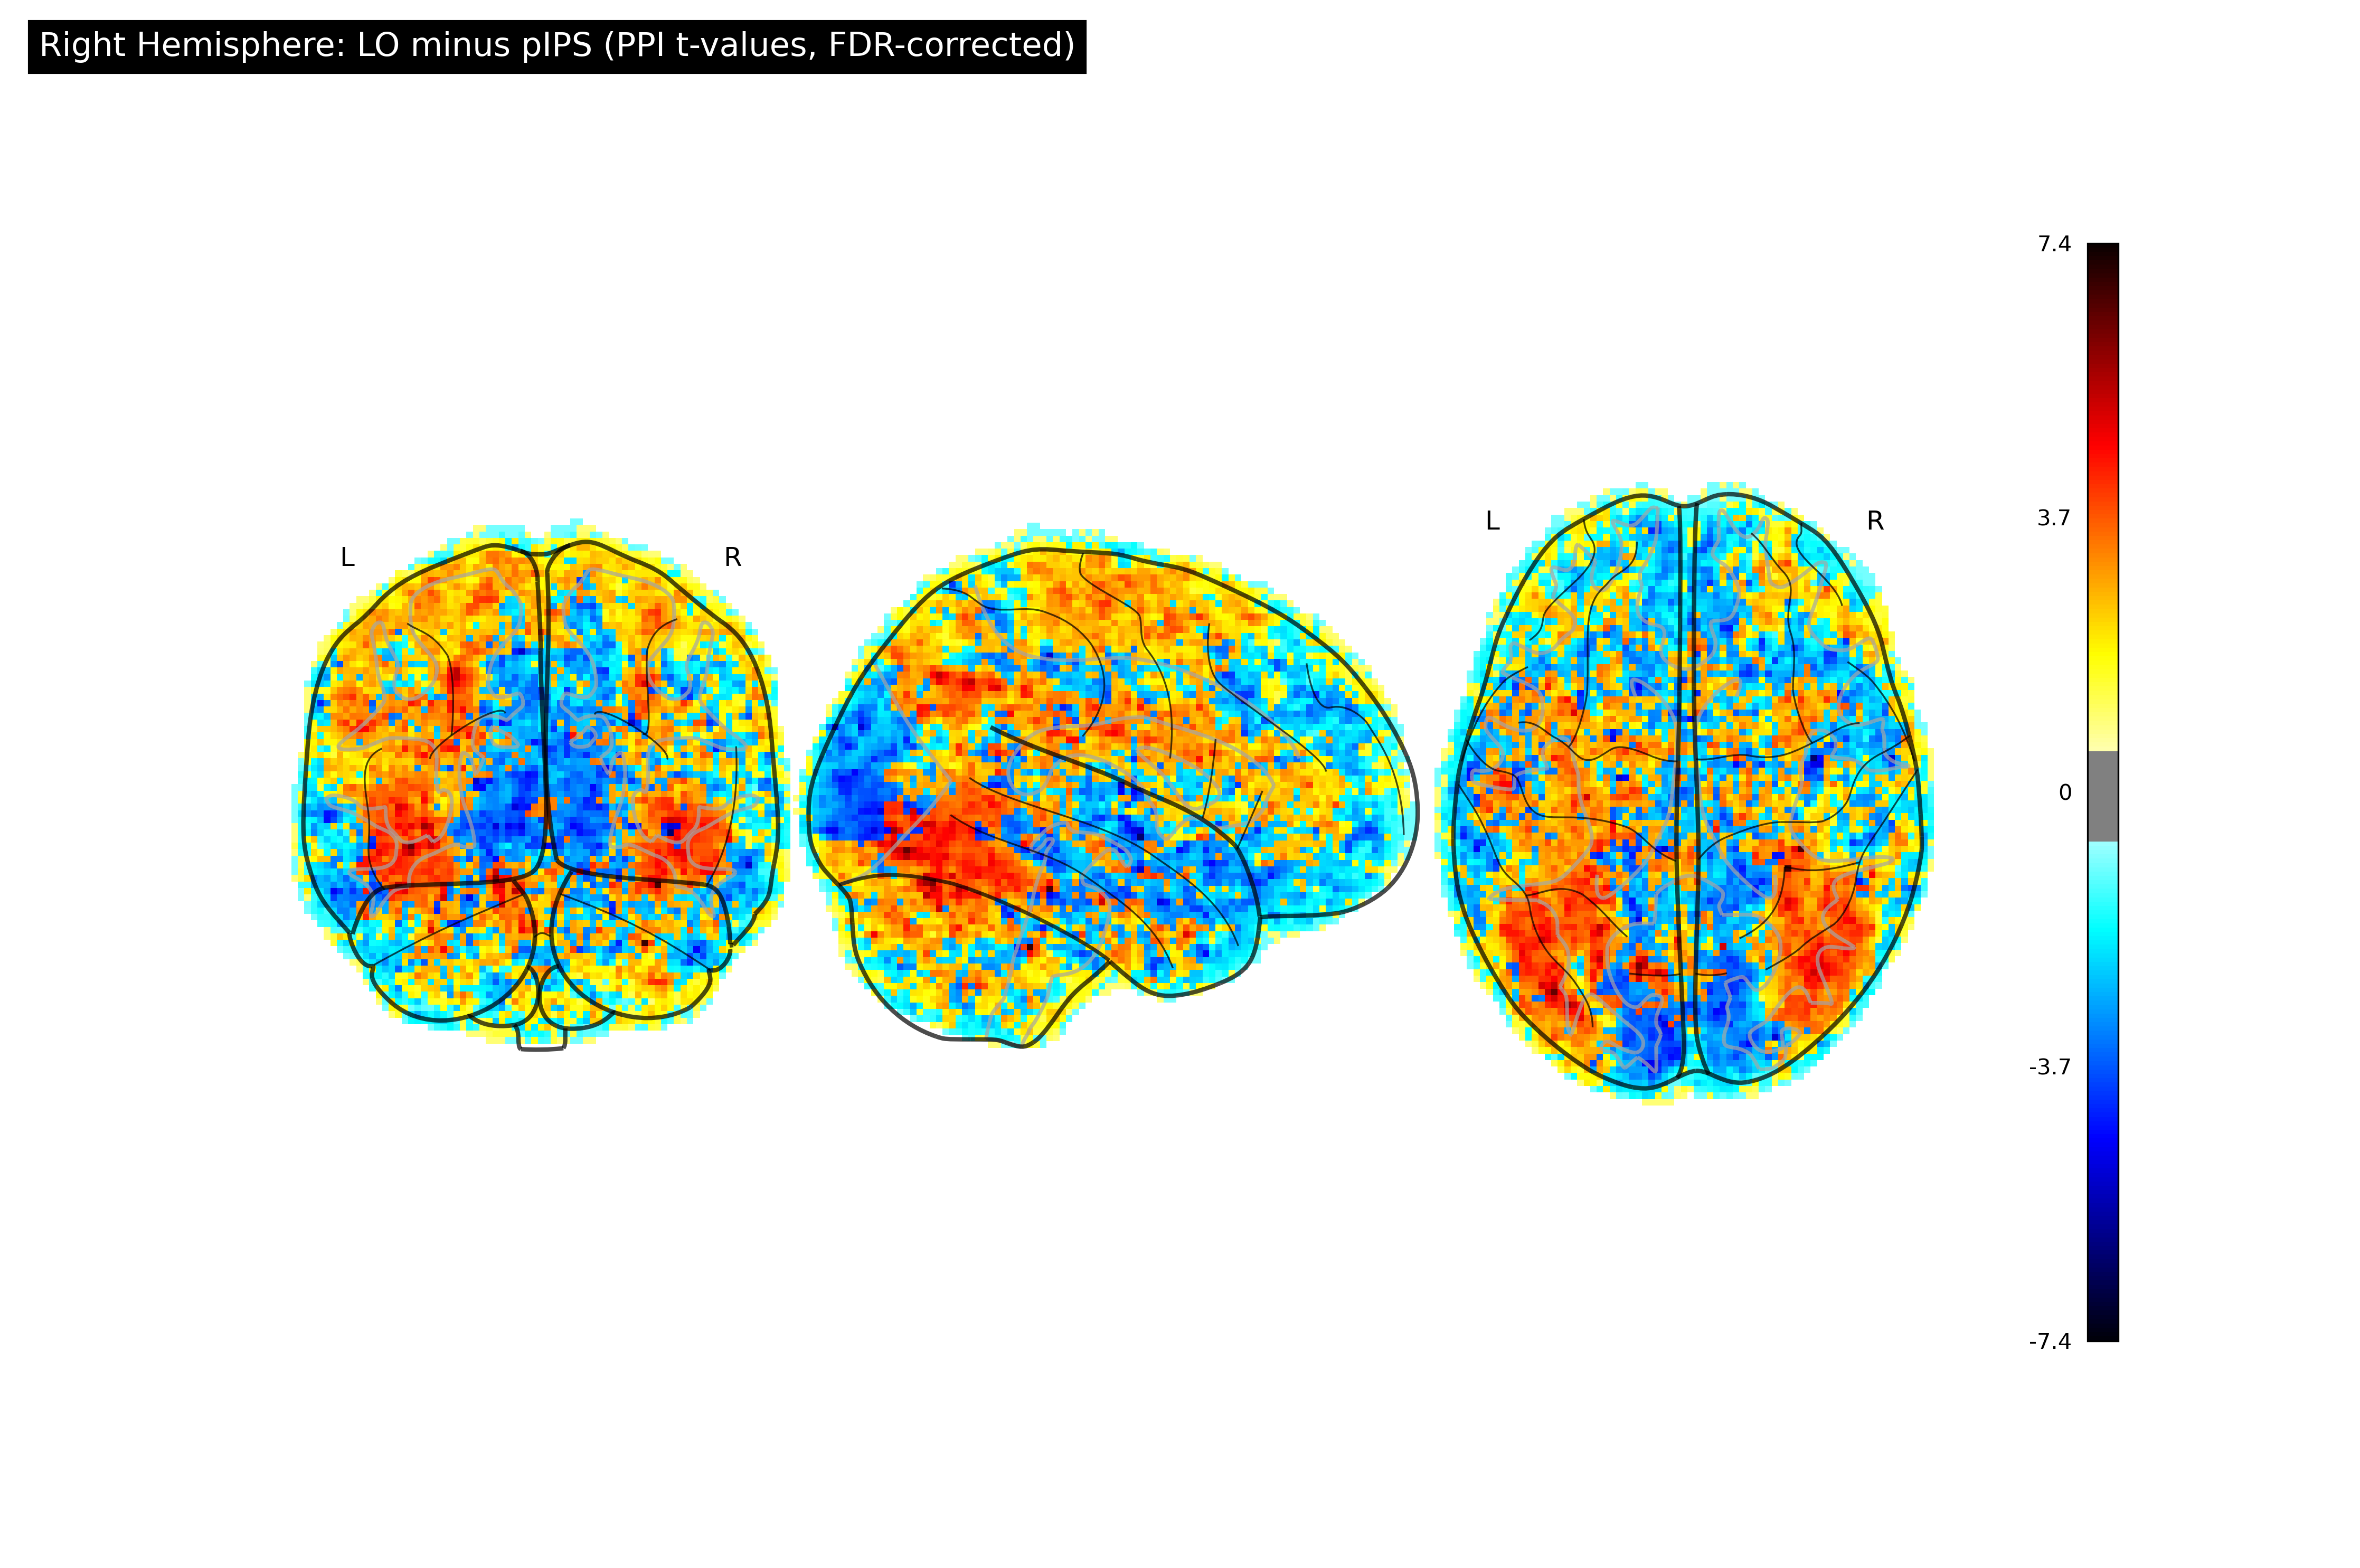 Right Hemisphere: LO minus pIPS (PPI t-values, FDR-corrected)
L
R
L
R
7.4
3.7
0
-3.7
-7.4